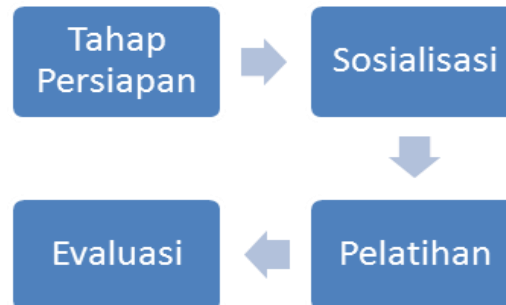 Tahap
Persiapan
Sosialisasi
Pelatihan
Evaluasi